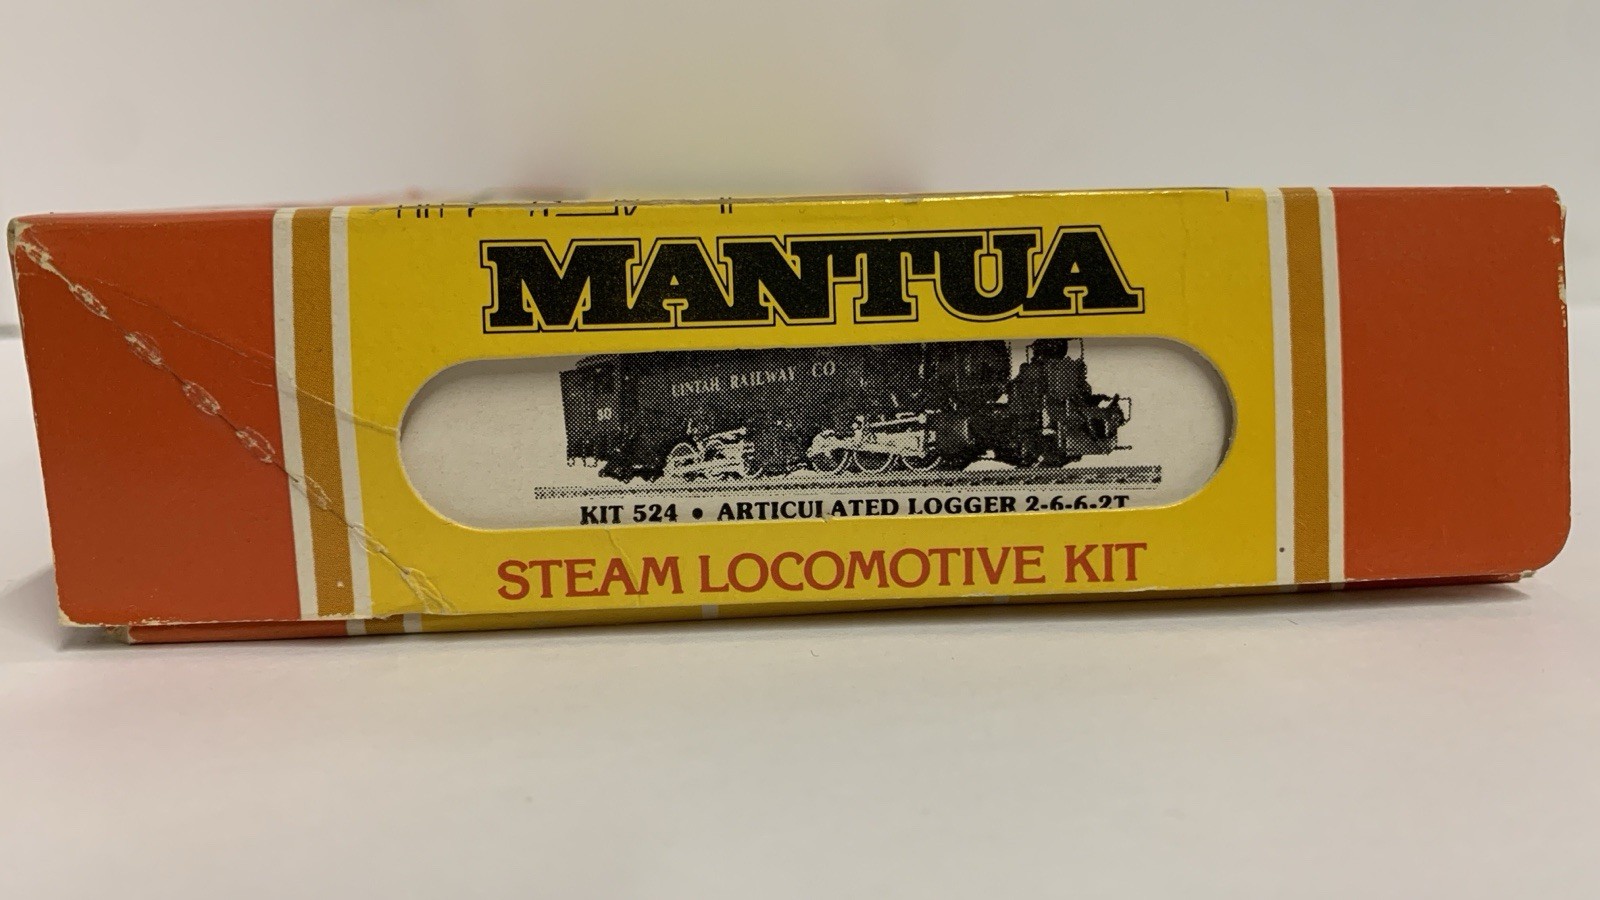 MANTUA
UINTAH RAILWAY CO
50
KIT 524 • ARTICULATED LOGGER 2-6-6-2T
STEAM LOCOMOTIVE KIT